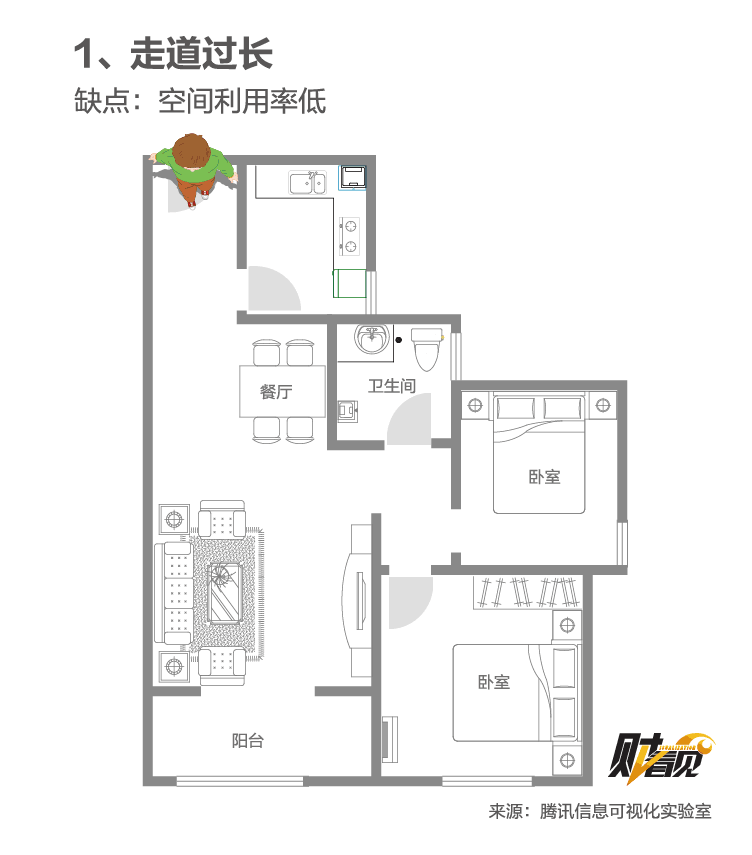 1、走道过长
缺点：空间利用率低
餐厅
卫生间
卧室
卧室
阳台
财看见
VISUALIZATION
来源：腾讯信息可视化实验室